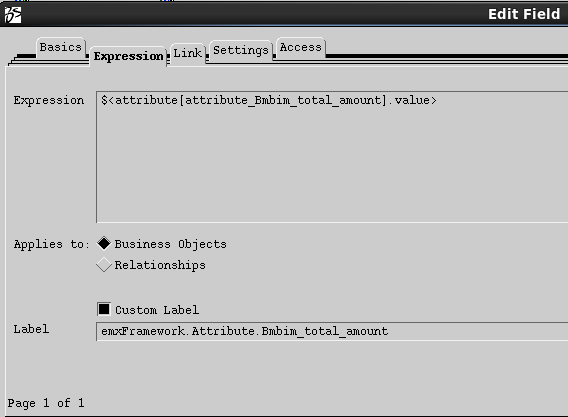 Edit Field
Basics Expression Link Settings Access
Expression $<attribute[attribute_Bmbim_total_amount].value>
Applies to: Business Objects
Relationships
Custom Label
Label emxFramework.Attribute.Bmbim_total_amount
Page 1 of 1